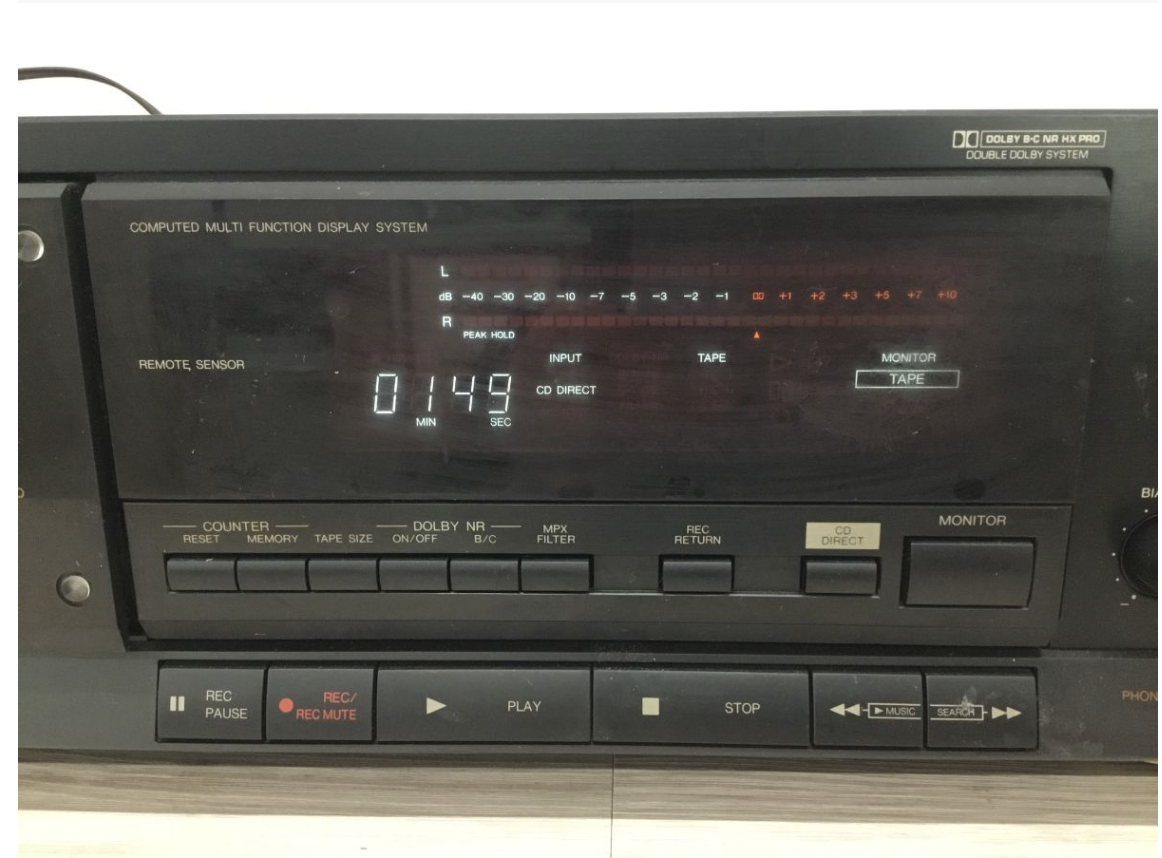 DOLBY B·C NR HX PRO
DOUBLE DOLBY SYSTEM
COMPUTED MULTI FUNCTION DISPLAY SYSTEM
L
dB -40 -30 -20 -10 -7 -5 -3 -2 -1 +1 +2 +3 +5 +7 +10
R
PEAK HOLD
INPUT TAPE MONITOR
REMOTE SENSOR
TAPE
0149 CD DIRECT
MIN SEC
COUNTER DOLBY NR
RESET MEMORY TAPE SIZE ON/OFF B/C
MPX
FILTER
REC
RETURN
CD
DIRECT
MONITOR
REC
PAUSE
REC/
REC MUTE
PLAY
STOP
MUSIC
SEARCH